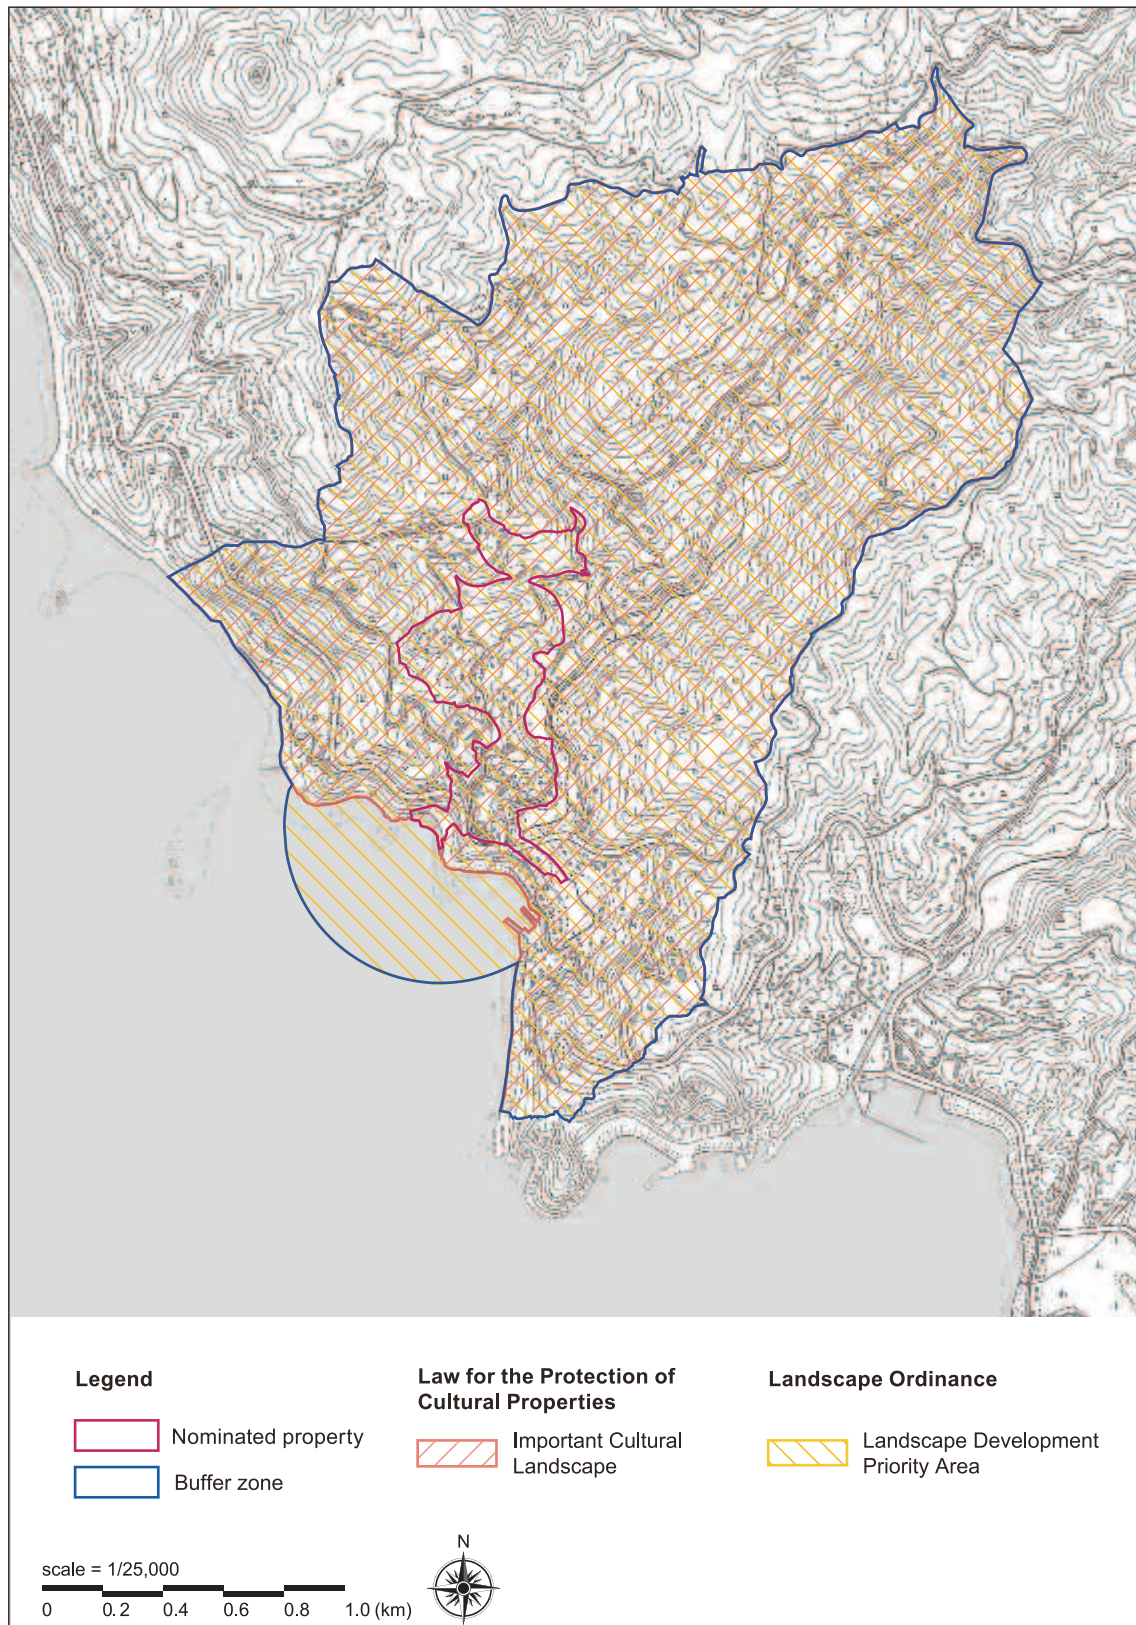 Legend
Nominated property
Buffer zone
Law for the Protection of
Cultural Properties
Important Cultural
Landscape
Landscape Ordinance
Landscape Development
Priority Area
scale = 1/25,000
0 0.2 0.4 0.6 0.8 1.0 (km)
N